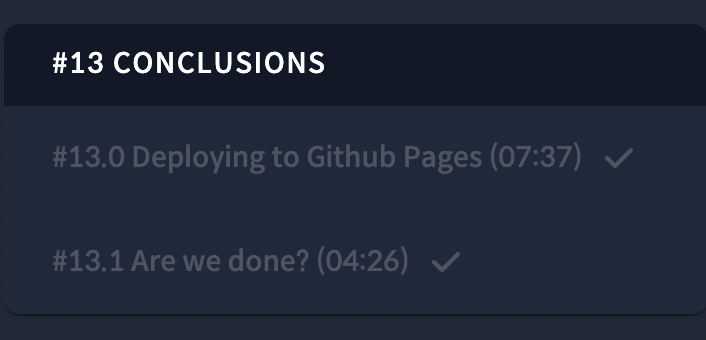 #13 CONCLUSIONS
#13.0 Deploying to Github Pages (07:37)
#13.1 Are we done? (04:26)